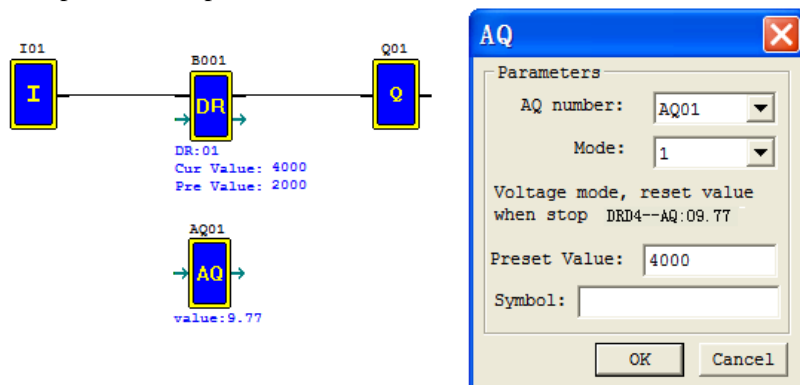 I01
I
B001
DR
DR:01
Cur Value: 4000
Pre Value: 2000
Q01
Q
AQ01
AQ
value:9.77
AQ
Parameters
AQ number: AQ01
Mode: 1
Voltage mode, reset value
when stop DRD4--AQ:09.77
Preset Value: 4000
Symbol:
OK Cancel